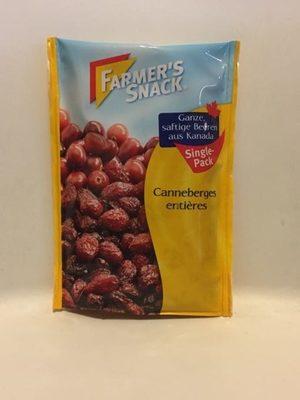 FARMER'S
SNACK
Ganze,
saftige Beeren
aus Kanada
Single-
Pack
Canneberges
entières